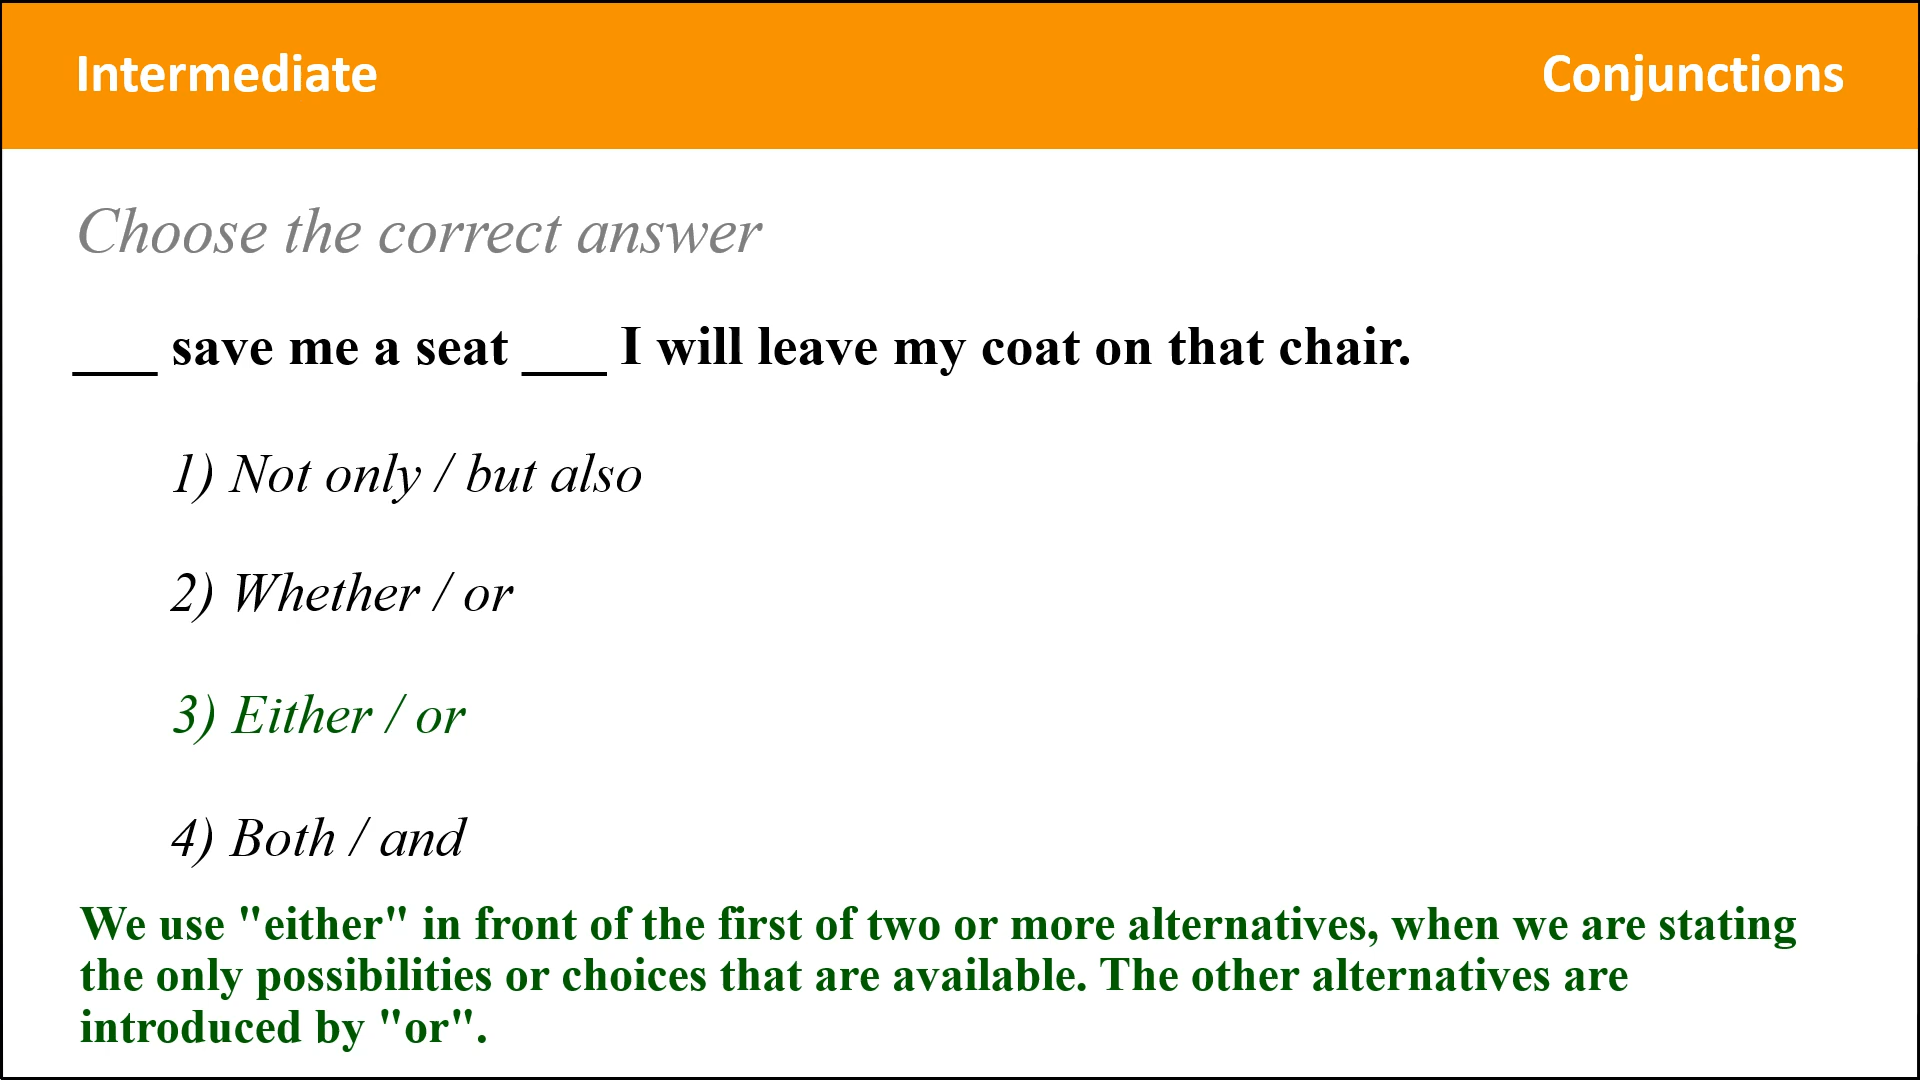 Intermediate Conjunctions
Choose the correct answer
___ save me a seat ___ I will leave my coat on that chair.
1) Not only / but also
2) Whether / or
3) Either / or
4) Both / and
We use "either" in front of the first of two or more alternatives, when we are stating
the only possibilities or choices that are available. The other alternatives are
introduced by "or".